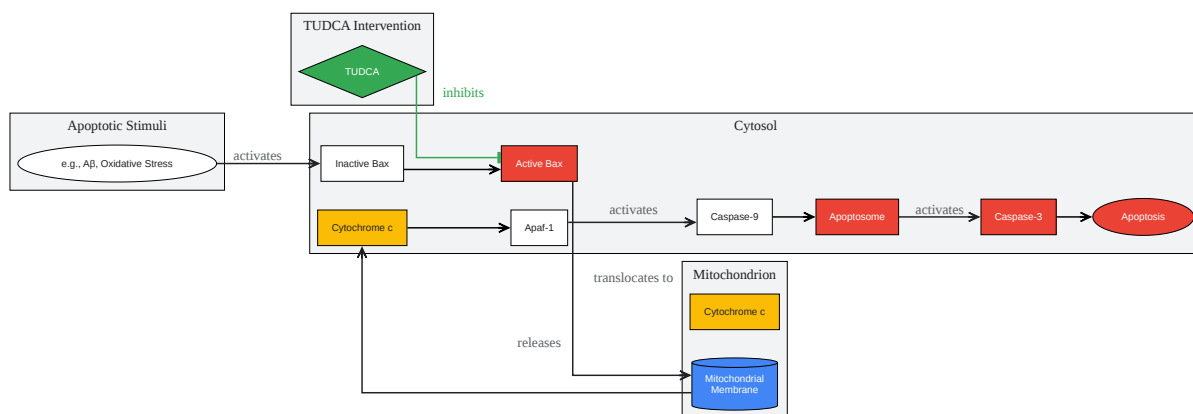 TUDCA Intervention
TUDCA
inhibits
Apoptotic Stimuli
e.g., Aβ, Oxidative Stress
activates
Cytosol
Inactive Bax
Active Bax
Cytochrome c
Apaf-1
activates
Caspase-9
Apoptosome
activates
Caspase-3
Apoptosis
translocates to
Mitochondrion
Cytochrome c
releases
Mitochondrial
Membrane